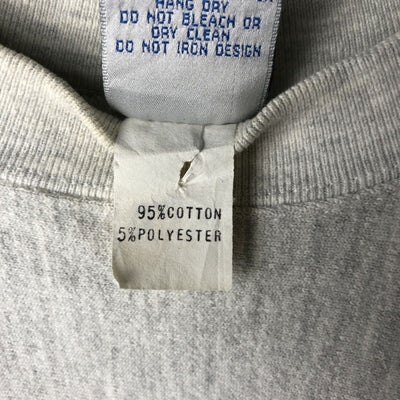 HANG DRY
DO NOT BLEACH OR
DRY CLEAN
DO NOT IRON DESIGN
95%COTTON
5%POLYESTER